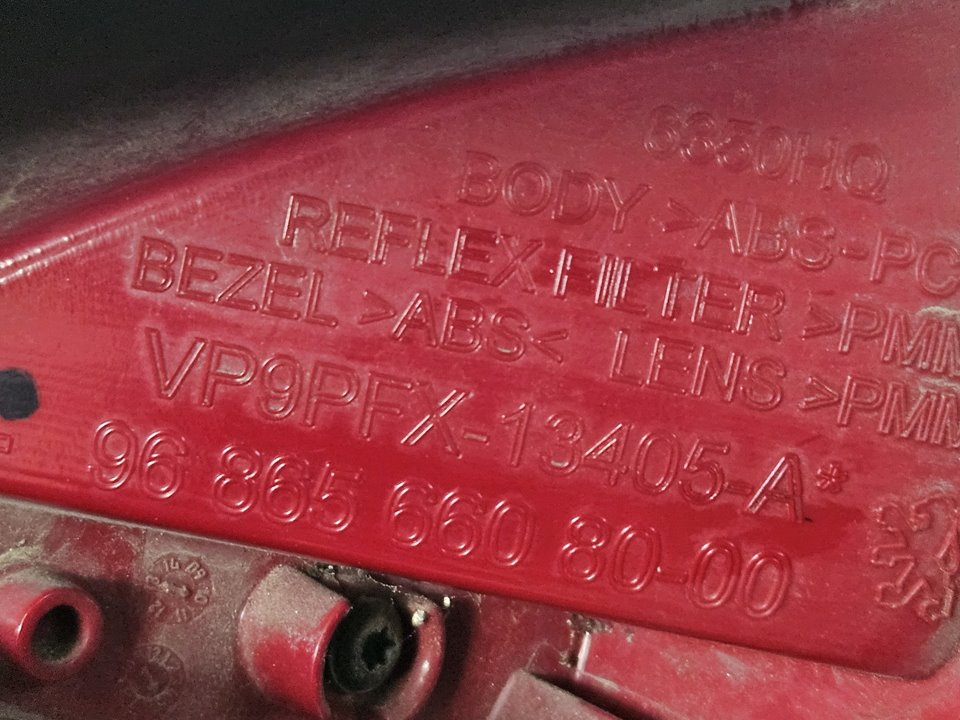 6350HQ
BODY >ABS-PC
REFLEX FILTER >PMM
BEZEL >ABS< LENS >PMM
VP9PFX-13405-A*
96 865 660 80-00